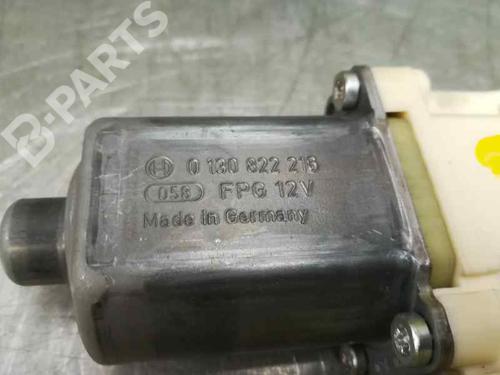 B-PARTS
0 130 822 216
058 FPG 12V
Made in Germany